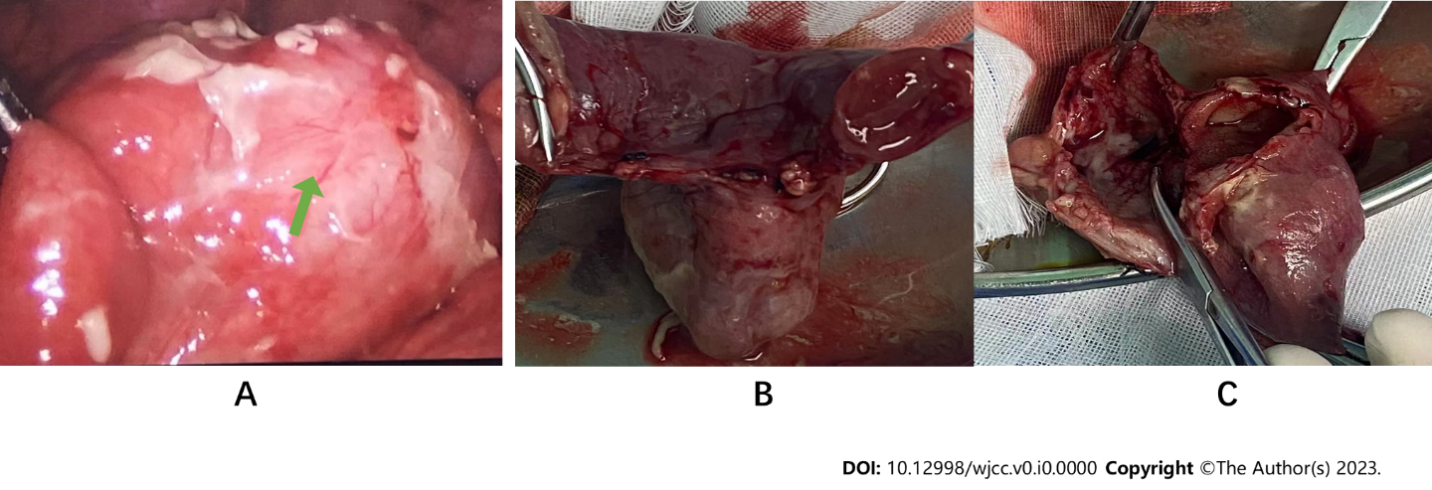 A
B
C
DOI: 10.12998/wjcc.v0.i0.0000 Copyright ©The Author(s) 2023.